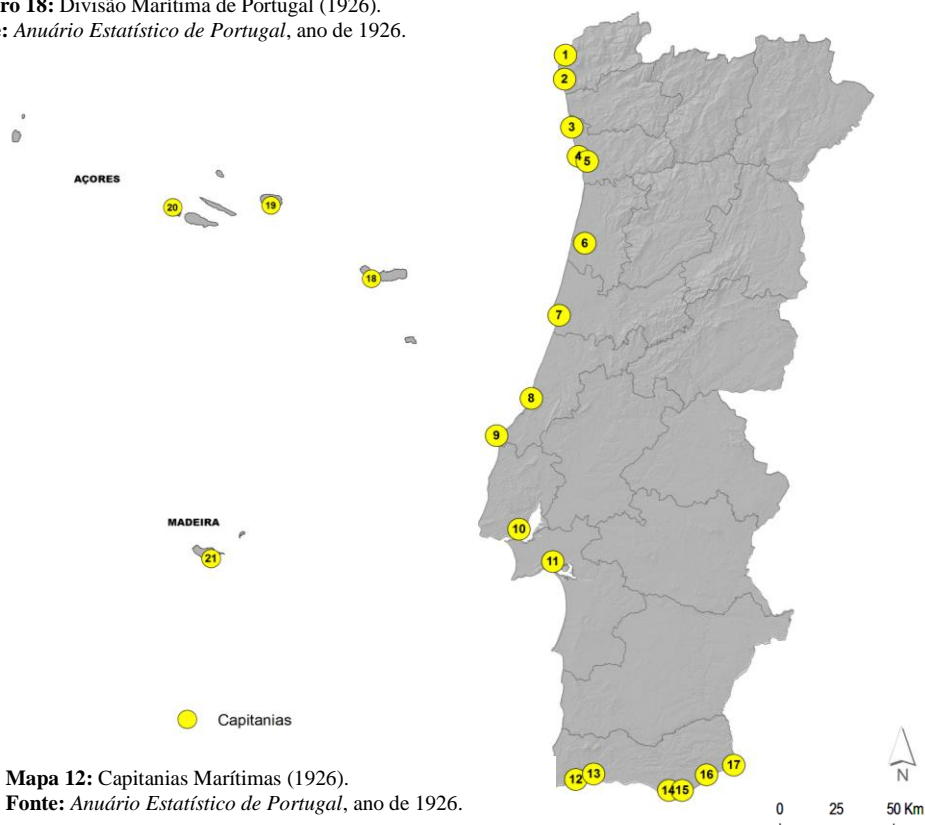 ro 18: Divisão Marítima de Portugal (1926).
: Anuário Estatístico de Portugal, ano de 1926.
1
2
3
4
5
AÇORES
20
19
6
18
7
8
9
MADEIRA
10
21
11
Capitanias
17
12
13
14
15
16
N
Mapa 12: Capitanias Marítimas (1926).
Fonte: Anuário Estatístico de Portugal, ano de 1926.
0 25 50 Km